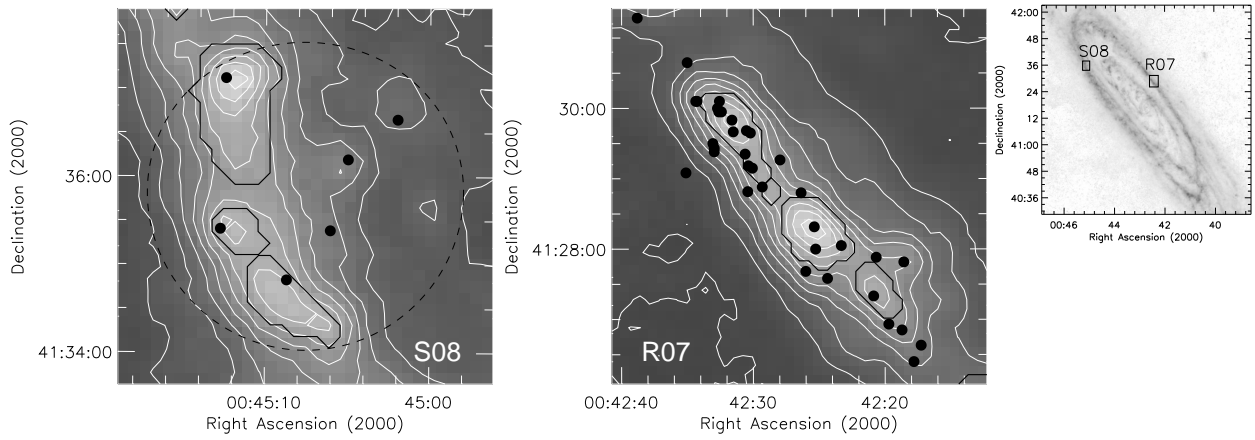 Declination (2000)
36:00
41:34:00
S08
00:45:10
45:00
Right Ascension (2000)
Declination (2000)
30:00
41:28:00
R07
00:42:40
42:30
42:20
Right Ascension (2000)
Declination (2000)
42:00
48
36
24
12
41:00
48
40:36
S08
R07
00:46
44
42
40
Right Ascension (2000)